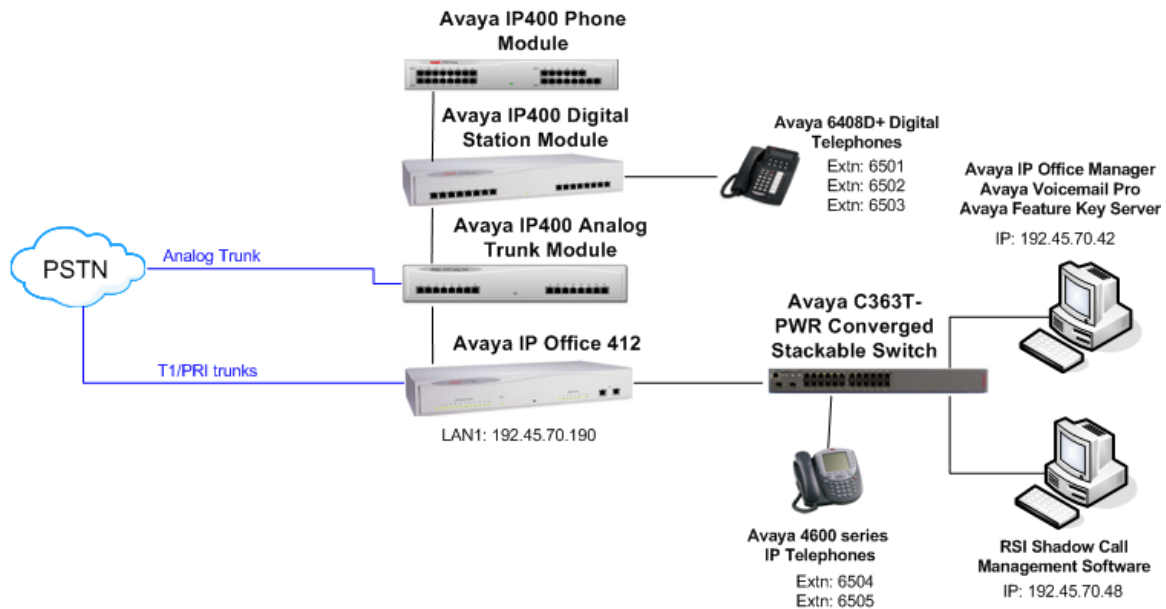 Avaya IP400 Phone
Module
Avaya IP400 Digital
Station Module
Avaya 6408D+ Digital
Telephones
Extn: 6501
Extn: 6502
Extn: 6503
Avaya IP Office Manager
Avaya Voicemail Pro
Avaya Feature Key Server
IP: 192.45.70.42
Avaya IP400 Analog
Trunk Module
PSTN
Analog Trunk
Avaya C363T-
PWR Converged
Stackable Switch
Avaya IP Office 412
T1/PRI trunks
LAN1: 192.45.70.190
Avaya 4600 series
IP Telephones
Extn: 6504
Extn: 6505
RSI Shadow Call
Management Software
IP: 192.45.70.48